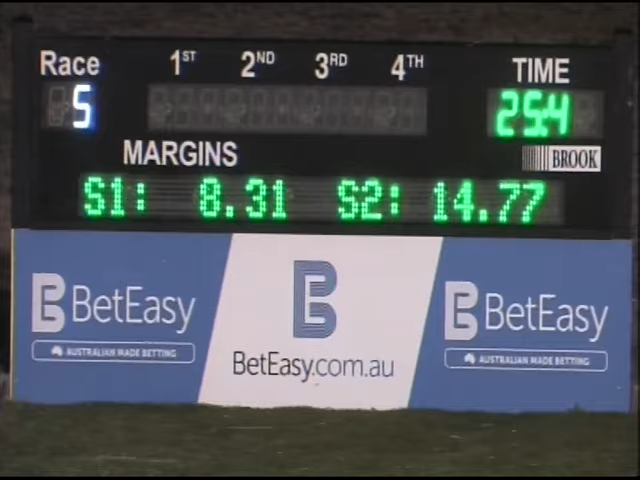 Race 1ST 2ND 3RD 4TH TIME
5 25:4
MARGINS BROOK
S1: 8.31 S2: 14.77
BetEasy
AUSTRALIAN MADE BETTING
BetEasy.com.au
BetEasy
AUSTRALIAN MADE BETTING